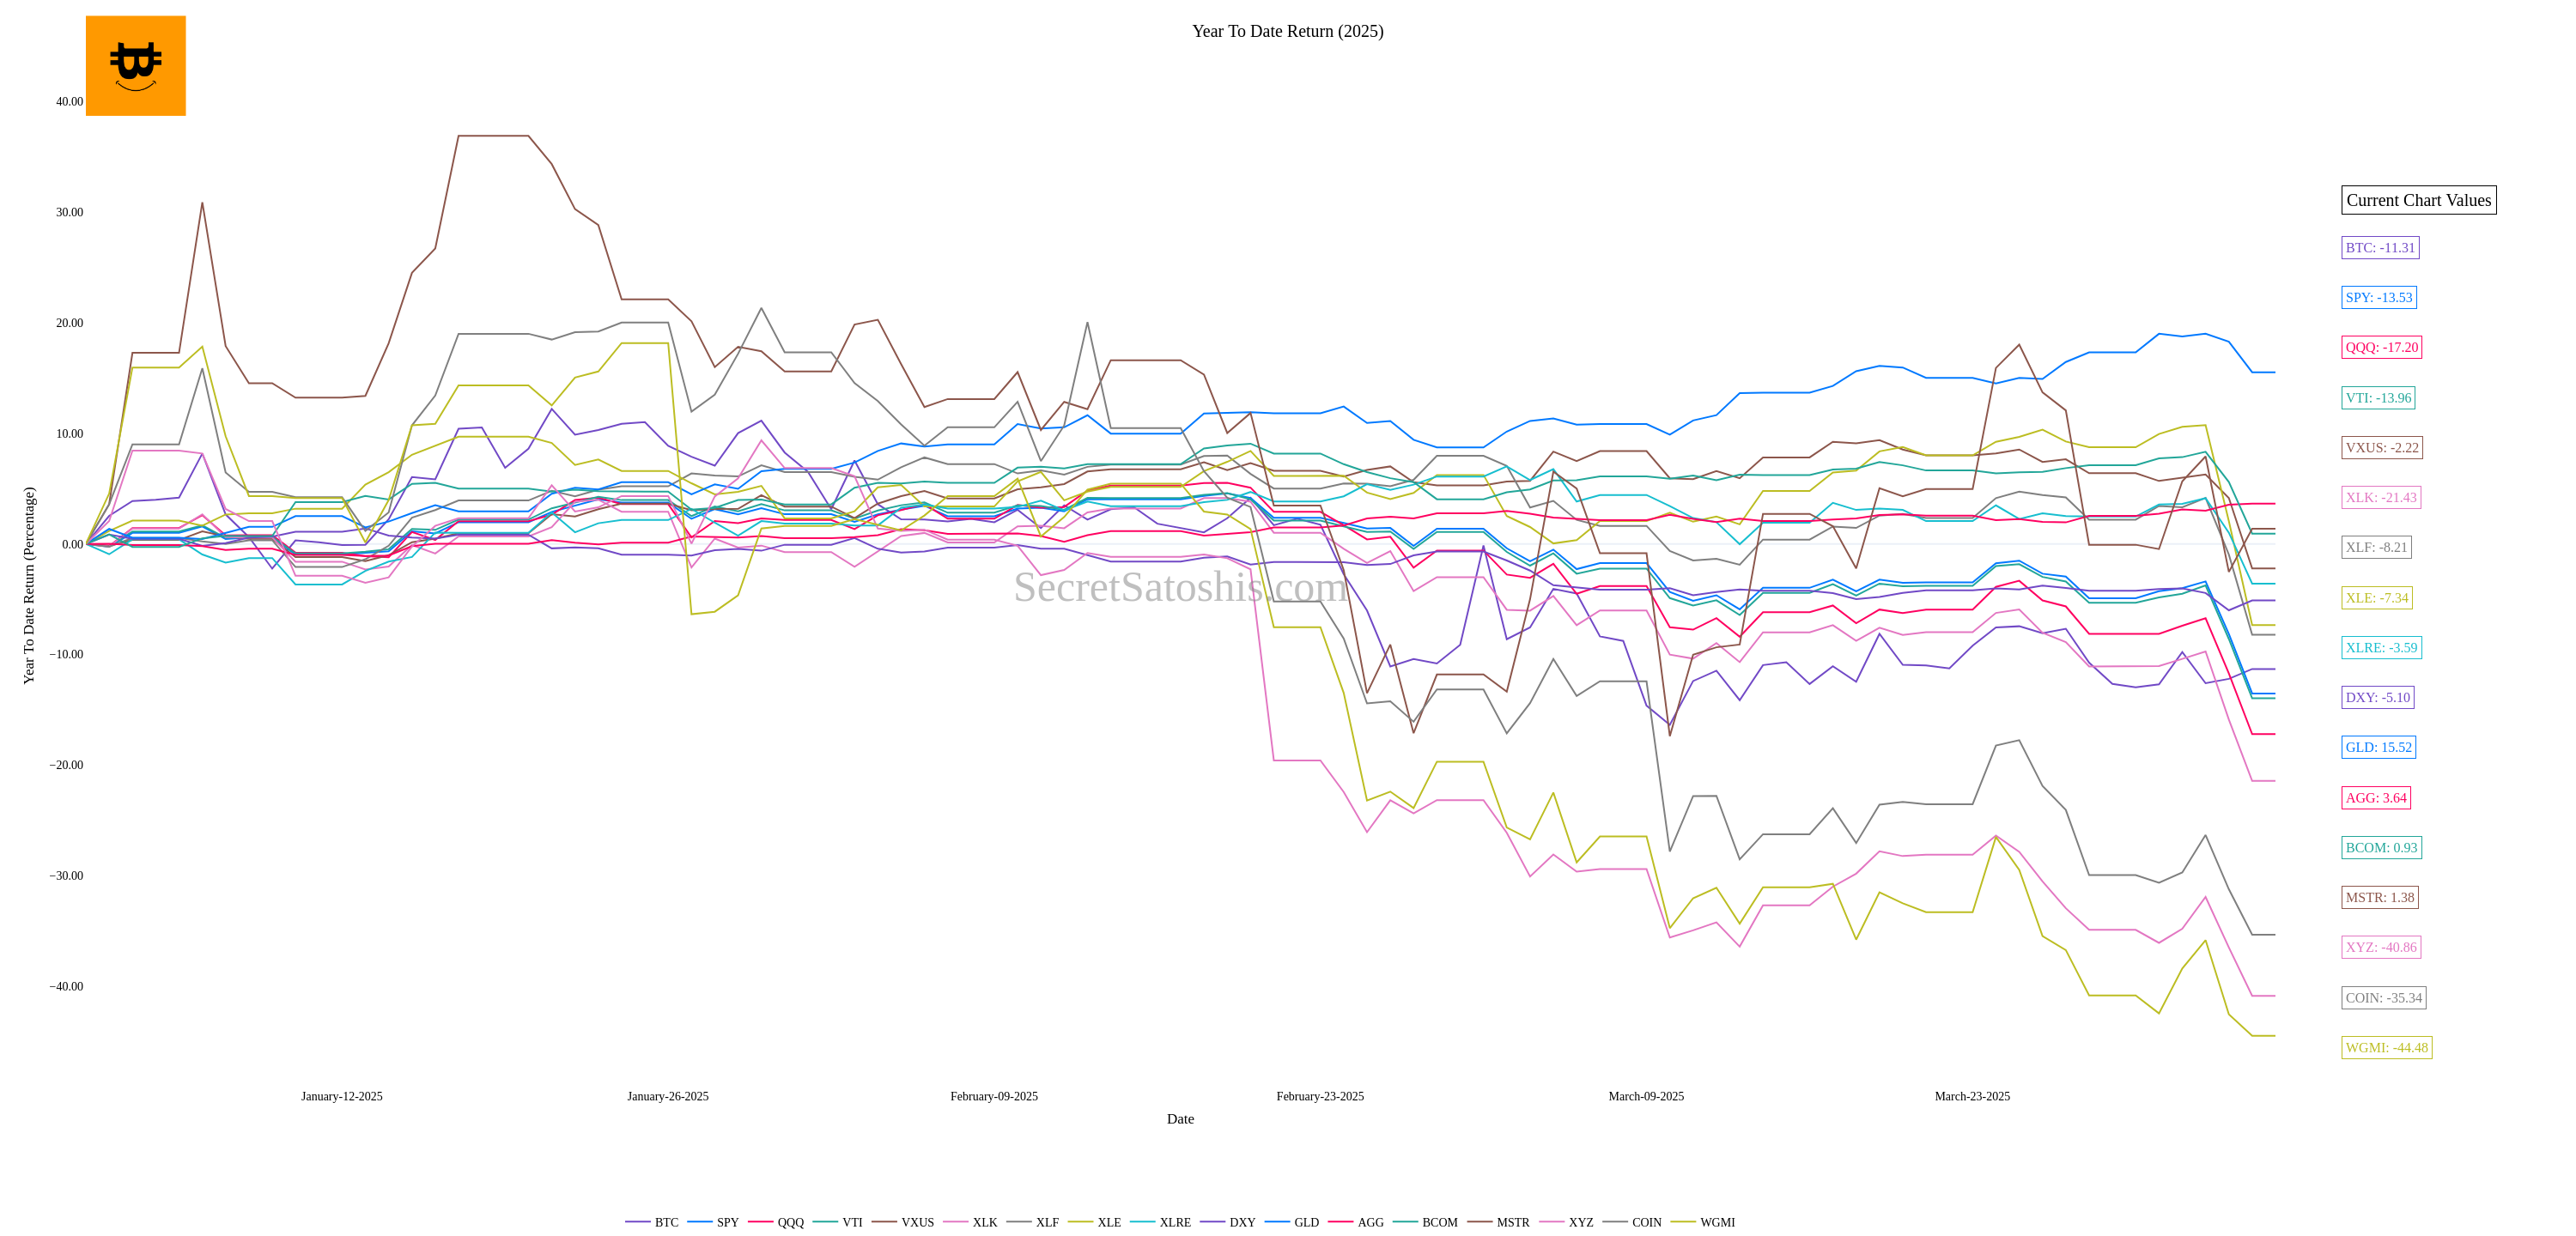 Year To Date Return (2025)
Year To Date Return (Percentage)
40.00
30.00
20.00
10.00
0.00
−10.00
−20.00
−30.00
−40.00
SecretSatoshis.com
January-12-2025
January-26-2025
February-09-2025
February-23-2025
March-09-2025
March-23-2025
Date
Current Chart Values
BTC: -11.31
SPY: -13.53
QQQ: -17.20
VTI: -13.96
VXUS: -2.22
XLK: -21.43
XLF: -8.21
XLE: -7.34
XLRE: -3.59
DXY: -5.10
GLD: 15.52
AGG: 3.64
BCOM: 0.93
MSTR: 1.38
XYZ: -40.86
COIN: -35.34
WGMI: -44.48
BTC SPY QQQ VTI VXUS XLK XLF XLE XLRE DXY GLD AGG BCOM MSTR XYZ COIN WGMI